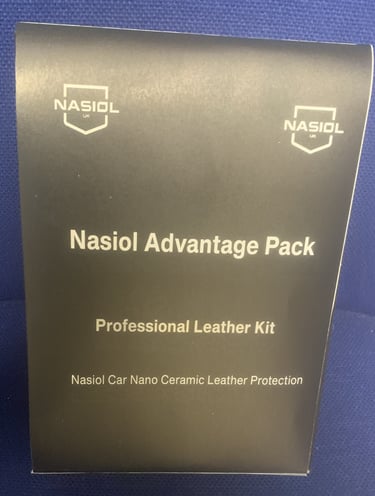 NASIOL
UK
NASIOL
UK
Nasiol Advantage Pack
Professional Leather Kit
Nasiol Car Nano Ceramic Leather Protection